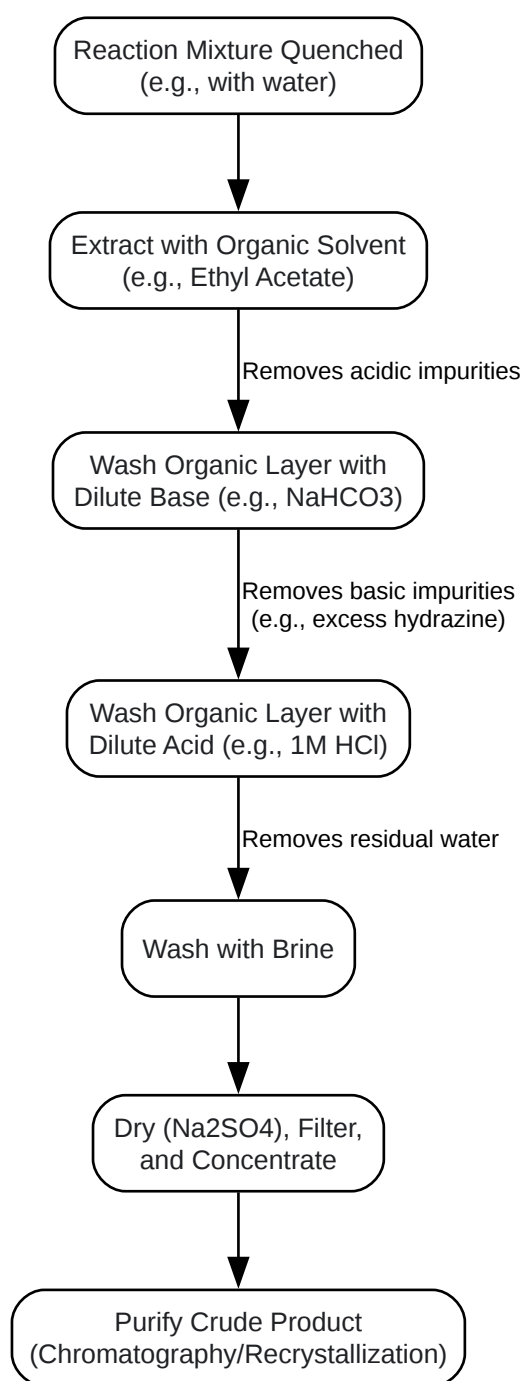 Reaction Mixture Quenched
(e.g., with water)
Extract with Organic Solvent
(e.g., Ethyl Acetate)
Removes acidic impurities
Wash Organic Layer with
Dilute Base (e.g., NaHCO3)
Removes basic impurities
(e.g., excess hydrazine)
Wash Organic Layer with
Dilute Acid (e.g., 1M HCl)
Removes residual water
Wash with Brine
Dry (Na2SO4), Filter,
and Concentrate
Purify Crude Product
(Chromatography/Recrystallization)